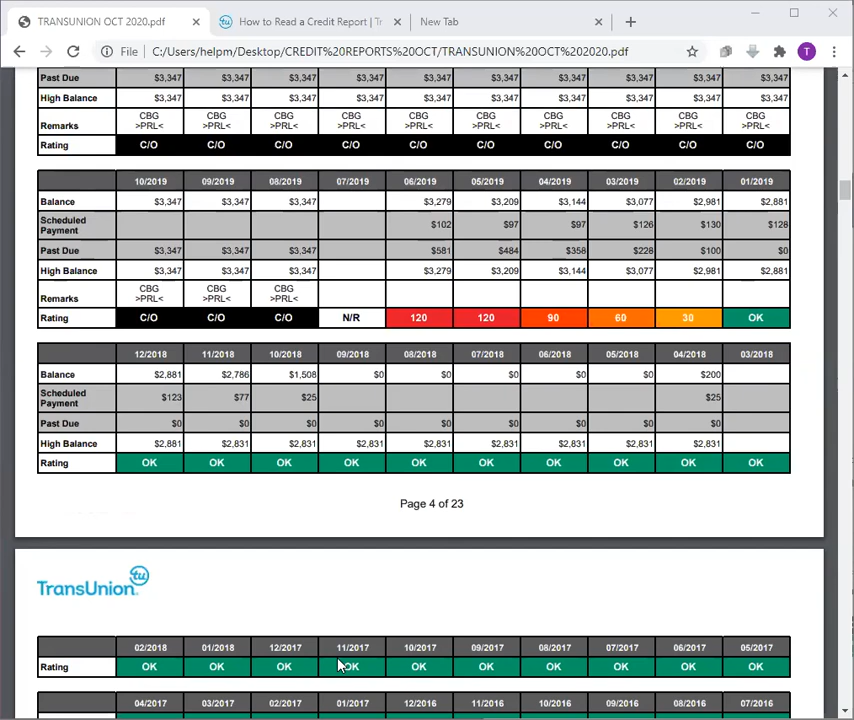 TRANSUNION OCT 2020.pdf
How to Read a Credit Report | Tr
New Tab
File C:/Users/helpm/Desktop/CREDIT%20REPORTS%20OCT/TRANSUNION%20OCT%202020.pdf
T
Past Due $3,347 $3,347 $3,347 $3,347 $3,347 $3,347 $3,347 $3,347 $3,347 $3,347
High Balance $3,347 $3,347 $3,347 $3,347 $3,347 $3,347 $3,347 $3,347 $3,347 $3,347
CBG CBG CBG CBG CBG CBG CBG CBG CBG CBG
Remarks >PRL< >PRL< >PRL< >PRL< >PRL< >PRL< >PRL< >PRL< >PRL< >PRL<
Rating C/O C/O C/O C/O C/O C/O C/O C/O C/O C/O
10/2019 09/2019 08/2019 07/2019 06/2019 05/2019 04/2019 03/2019 02/2019 01/2019
Balance $3,347 $3,347 $3,347 $3,279 $3,209 $3,144 $3,077 $2,981 $2,881
Scheduled
Payment $102 $97 $97 $126 $130 $128
Past Due $3,347 $3,347 $3,347 $581 $484 $358 $228 $100 $0
High Balance $3,347 $3,347 $3,347 $3,279 $3,209 $3,144 $3,077 $2,981 $2,881
CBG CBG CBG
Remarks >PRL< >PRL< >PRL<
Rating C/O C/O C/O N/R 120 120 90 60 30 OK
12/2018 11/2018 10/2018 09/2018 08/2018 07/2018 06/2018 05/2018 04/2018 03/2018
Balance $2,881 $2,786 $1,508 $0 $0 $0 $0 $0 $200
Scheduled
Payment $123 $77 $25 $25
Past Due $0 $0 $0 $0 $0 $0 $0 $0 $0
High Balance $2,881 $2,831 $2,831 $2,831 $2,831 $2,831 $2,831 $2,831 $2,831
Rating OK OK OK OK OK OK OK OK OK OK
Page 4 of 23
tu
TransUnion
02/2018 01/2018 12/2017 11/2017 10/2017 09/2017 08/2017 07/2017 06/2017 05/2017
Rating OK OK OK OK OK OK OK OK OK OK
04/2017 03/2017 02/2017 01/2017 12/2016 11/2016 10/2016 09/2016 08/2016 07/2016